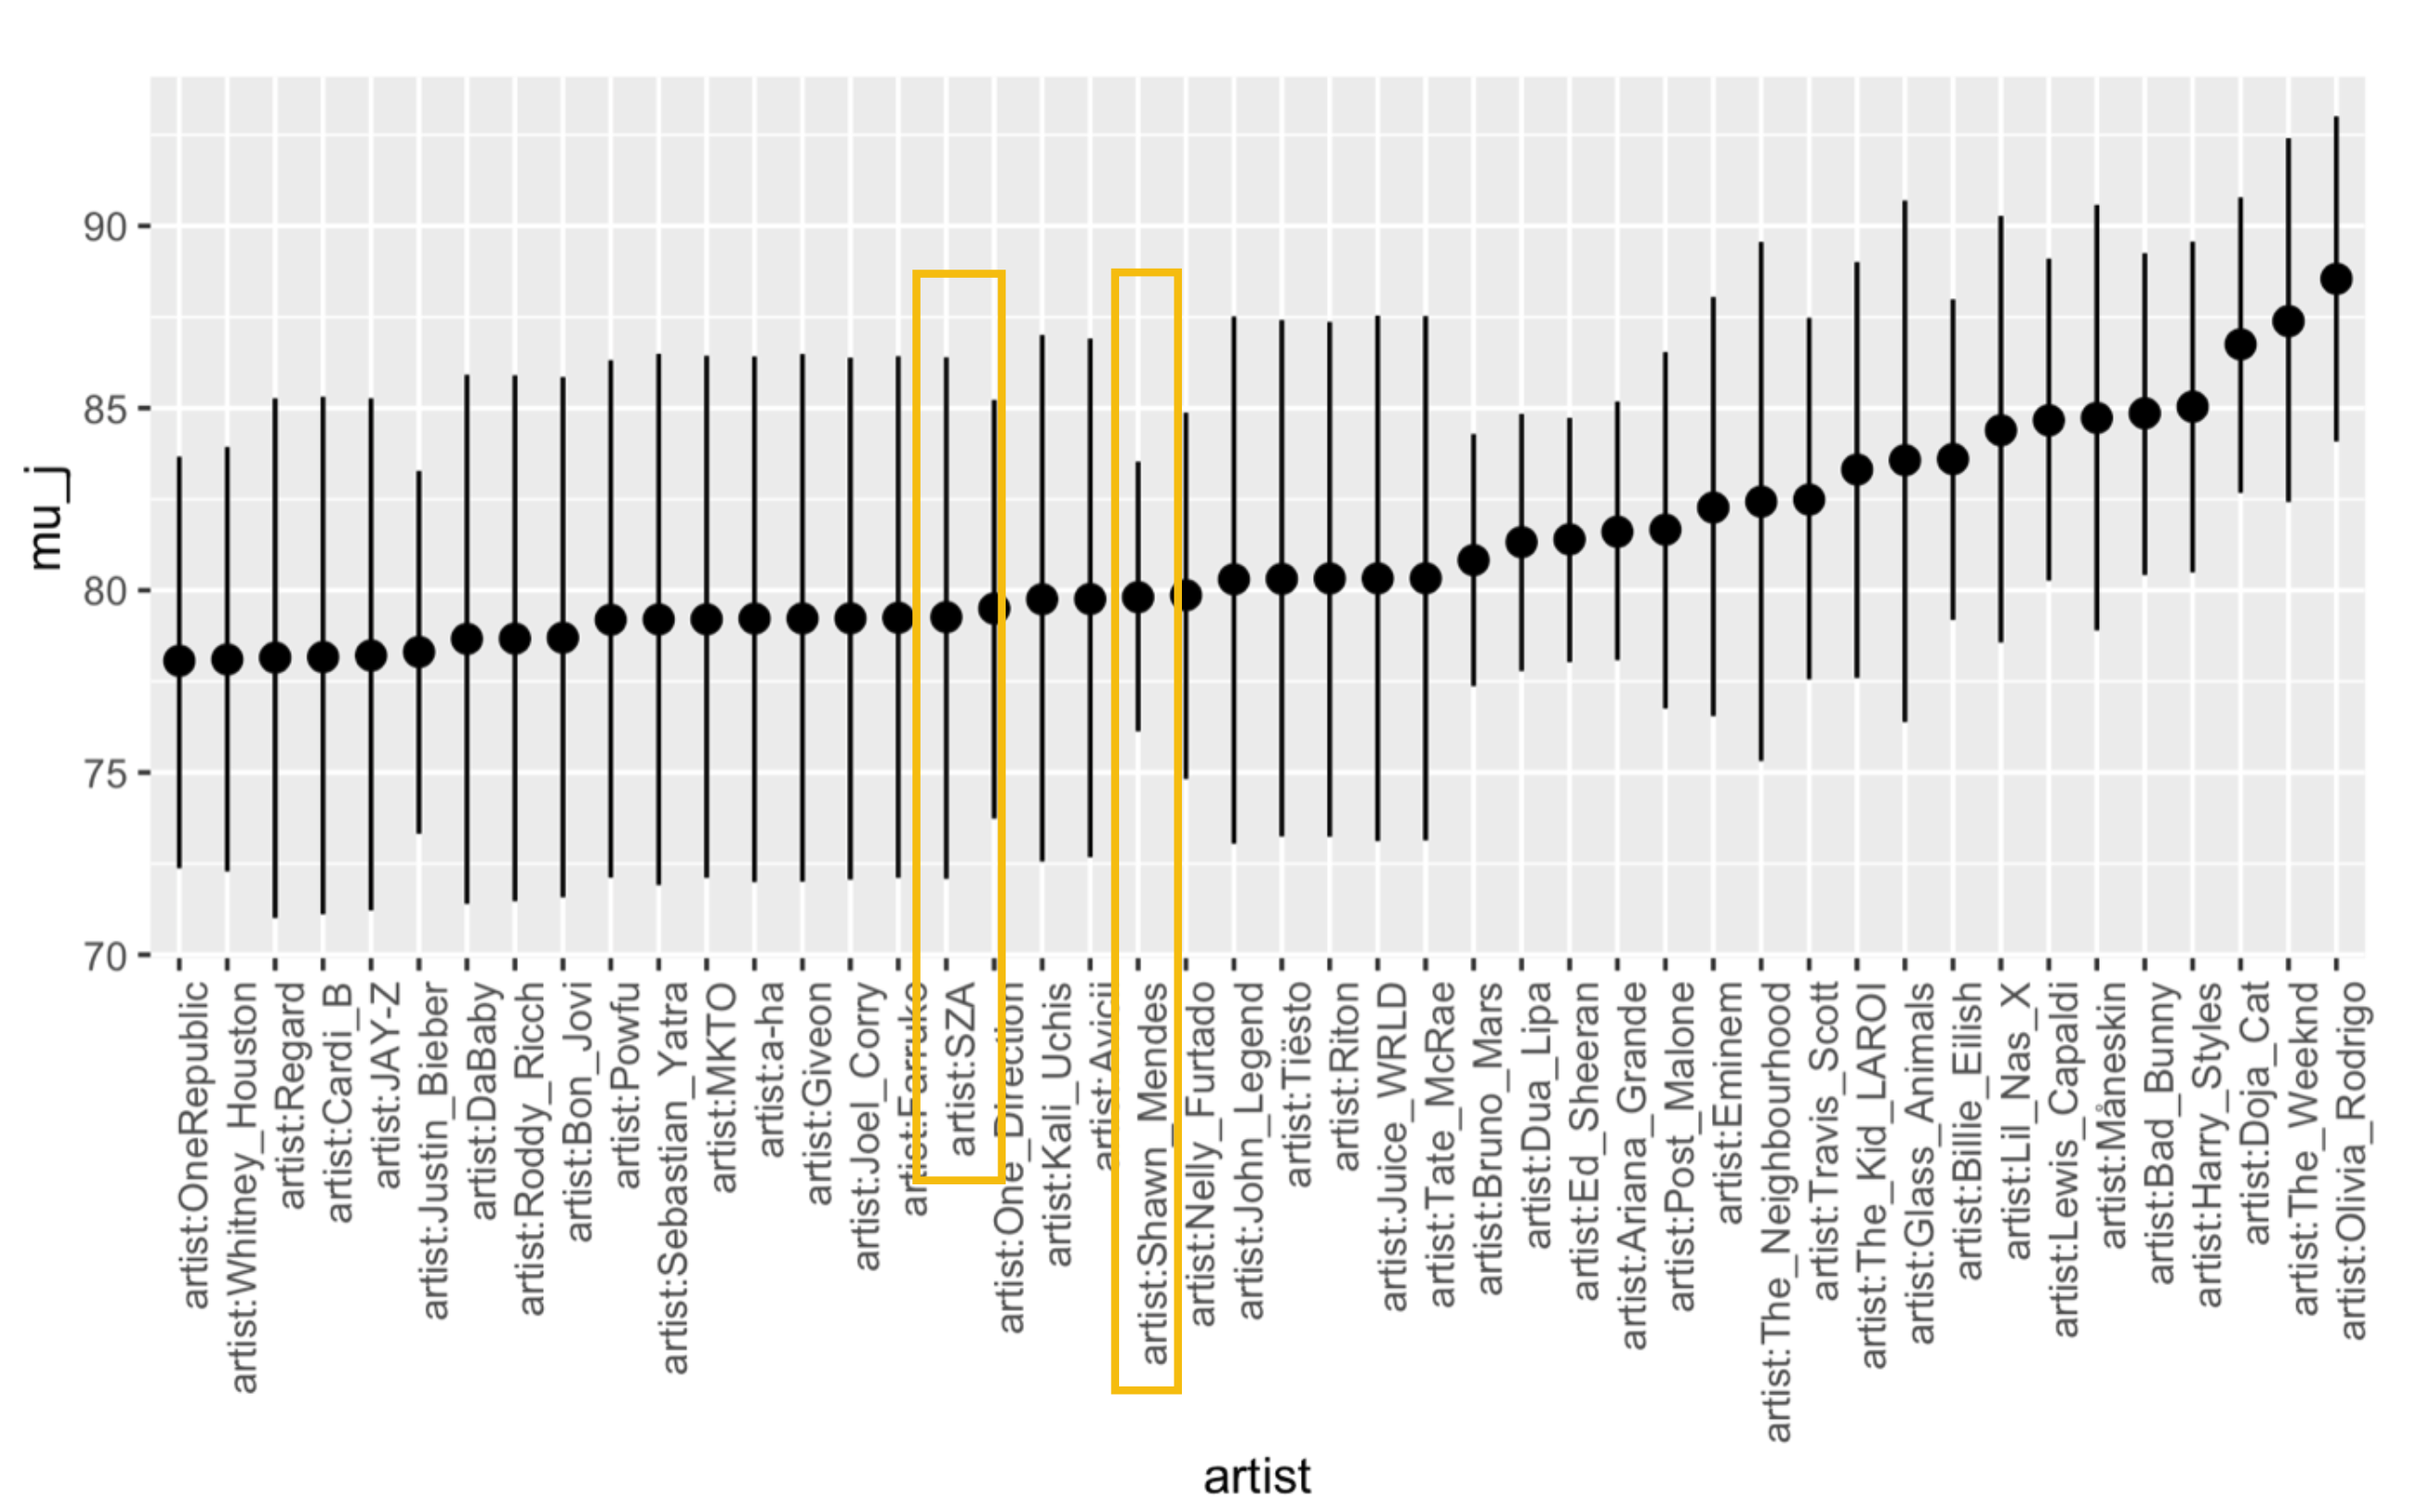 mu_j
90
85
80
75
70
artist:OneRepublic
artist:Whitney_Houston
artist:Regard
artist:Cardi_B
artist:JAY-Z
artist:Justin_Bieber
artist:DaBaby
artist:Roddy_Ricch
artist:Bon_Jovi
artist:Powfu
artist:Sebastian_Yatra
artist:MKTO
artist:a-ha
artist:Giveon
artist:Joel_Corry
artist:Farruko
artist:SZA
artist:One_Direction
artist:Kali_Uchis
artist:Avicii
artist:Shawn_Mendes
artist:Nelly_Furtado
artist:John_Legend
artist:Tiësto
artist:Riton
artist:Juice_WRLD
artist:Tate_McRae
artist:Bruno_Mars
artist:Dua_Lipa
artist:Ed_Sheeran
artist:Ariana_Grande
artist:Post_Malone
artist:Eminem
artist:The_Neighbourhood
artist:Travis_Scott
artist:The_Kid_LAROI
artist:Glass_Animals
artist:Billie_Eilish
artist:Lil_Nas_X
artist:Lewis_Capaldi
artist:Måneskin
artist:Bad_Bunny
artist:Harry_Styles
artist:Doja_Cat
artist:The_Weeknd
artist:Olivia_Rodrigo
artist